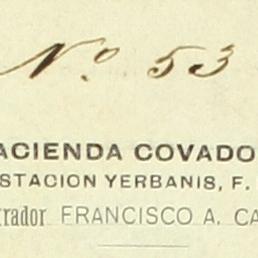 No. 53
ACIENDA COVADO
STACION YERBANIS, F.
rador FRANCISCO A. CA